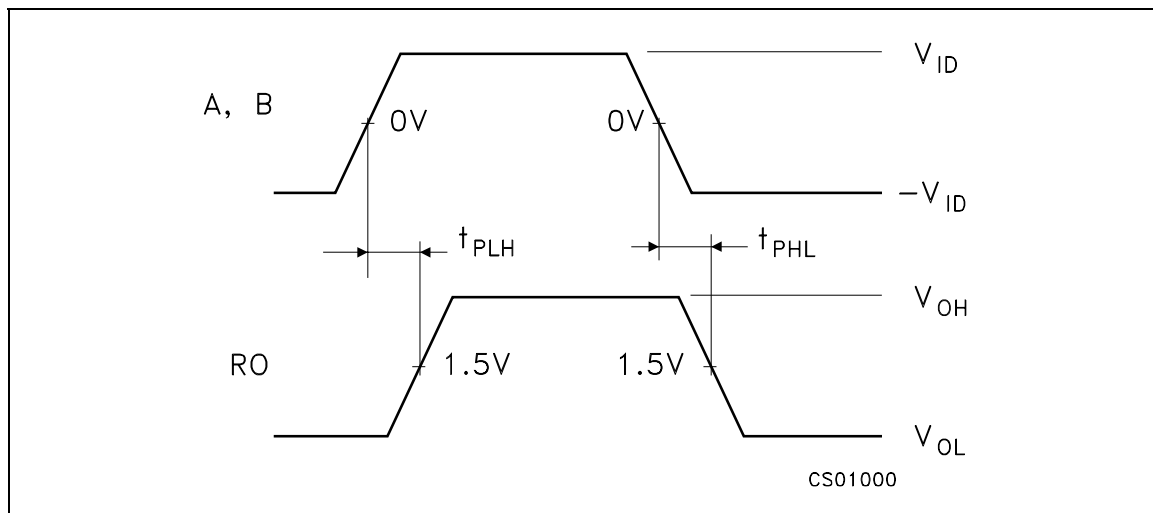 V_ID
A, B
0V 0V
-V_ID
t_PLH t_PHL
V_OH
RO 1.5V 1.5V
V_OL
CS01000